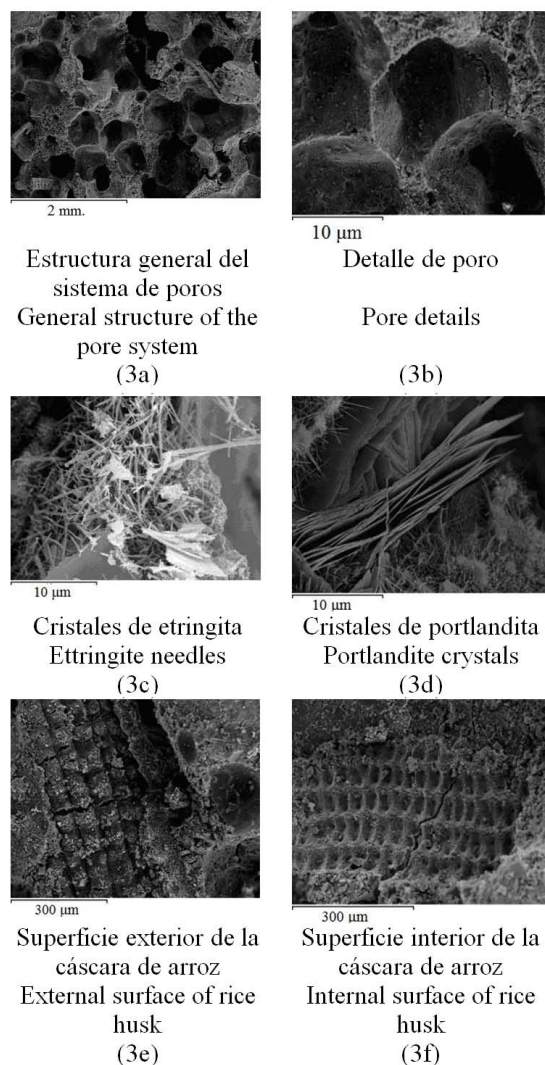 2 mm.
10 µm
Estructura general del
sistema de poros
General structure of the
pore system
(3a)
Detalle de poro
Pore details
(3b)
10 µm
10 µm
Cristales de etringita
Ettringite needles
(3c)
Cristales de portlandita
Portlandite crystals
(3d)
300 µm
300 µm
Superficie exterior de la
cáscara de arroz
External surface of rice
husk
(3e)
Superficie interior de la
cáscara de arroz
Internal surface of rice
husk
(3f)